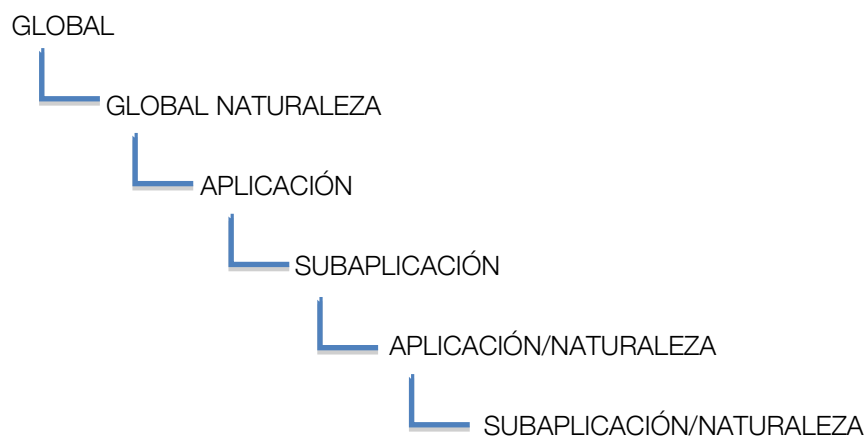 GLOBAL
GLOBAL NATURALEZA
APLICACIÓN
SUBAPLICACIÓN
APLICACIÓN/NATURALEZA
SUBAPLICACIÓN/NATURALEZA